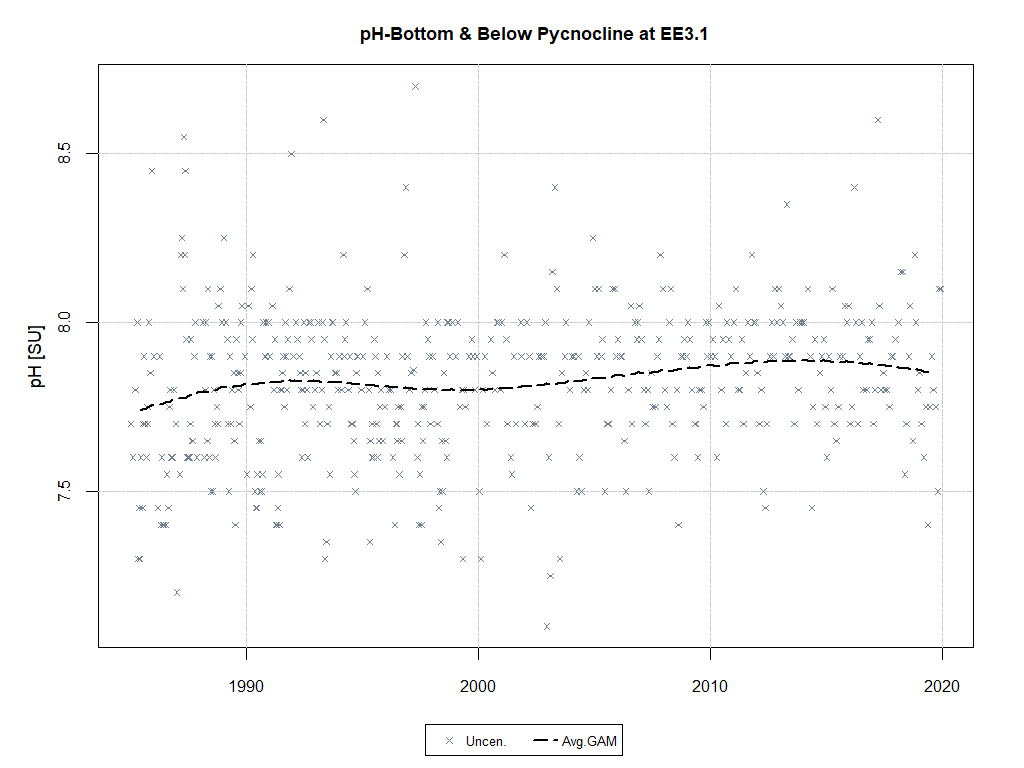 pH-Bottom & Below Pycnocline at EE3.1
pH [SU]
8.5
8.0
7.5
1990 2000 2010 2020
Uncen. Avg.GAM